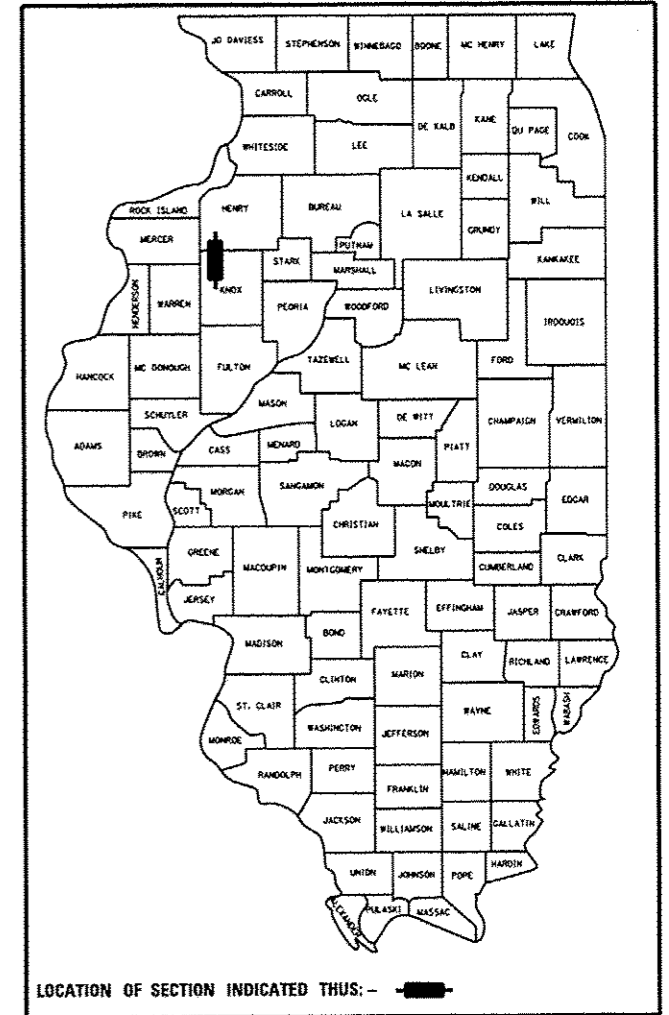 JO DAVIESS STEPHENSON WINNEBAGO BOONE MC HENRY LAKE
CARROLL OGLE
DE KALB KANE DU PAGE COOK
WHITESIDE LEE
KENDALL WILL
ROCK ISLAND HENRY BUREAU LA SALLE
GRUNDY
MERCER PUTNAM
STARK MARSHALL KANKAKEE
HENDERSON WARREN KNOX PEORIA WOODFORD LIVINGSTON IROQUOIS
HANCOCK MC DONOUGH FULTON TAZEWELL MC LEAN FORD
MASON
SCHUYLER LOGAN DE WITT CHAMPAIGN VERMILION
ADAMS BROWN CASS MENARD PIATT
MACON
MORGAN SANGAMON DOUGLAS
PIKE SCOTT MOULTRIE EDGAR
CHRISTIAN COLES
GREENE SHELBY
CALHOUN MACOUPIN MONTGOMERY CUMBERLAND CLARK
JERSEY FAYETTE EFFINGHAM JASPER CRAWFORD
MADISON BOND
CLAY RICHLAND LAWRENCE
CLINTON MARION
ST. CLAIR WAYNE EDWARDS WABASH
WASHINGTON JEFFERSON
MONROE
RANDOLPH PERRY HAMILTON WHITE
FRANKLIN
JACKSON WILLIAMSON SALINE GALLATIN
UNION JOHNSON POPE HARDIN
ALEXANDER PULASKI MASSAC
LOCATION OF SECTION INDICATED THUS: -